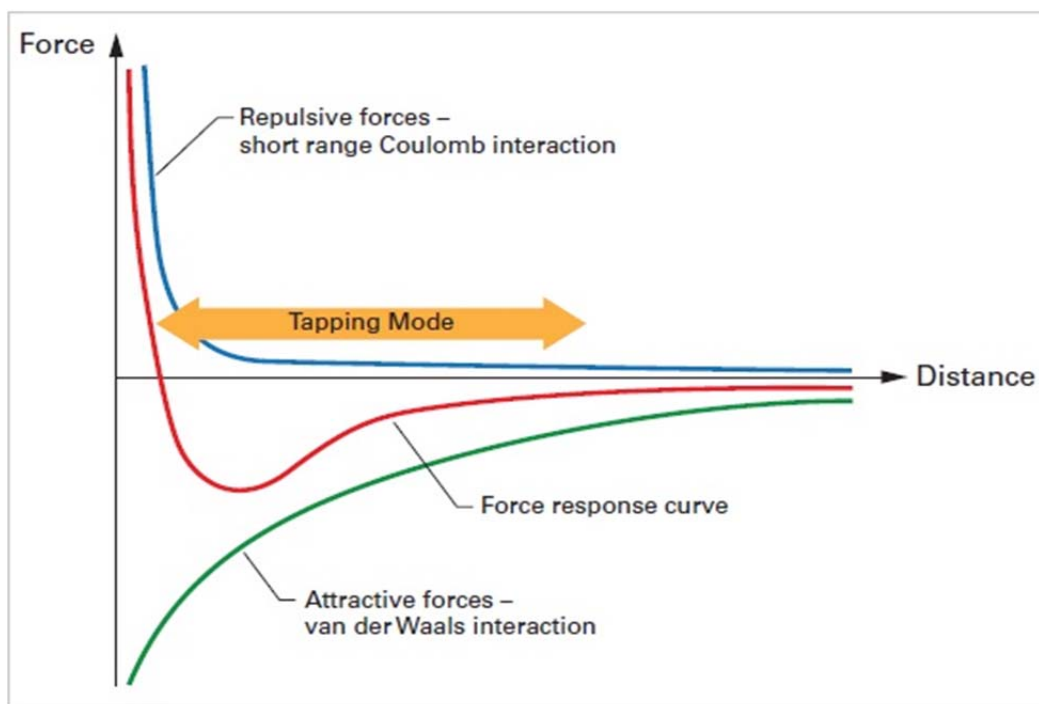 Force
Repulsive forces –
short range Coulomb interaction
Tapping Mode
Distance
Force response curve
Attractive forces –
van der Waals interaction